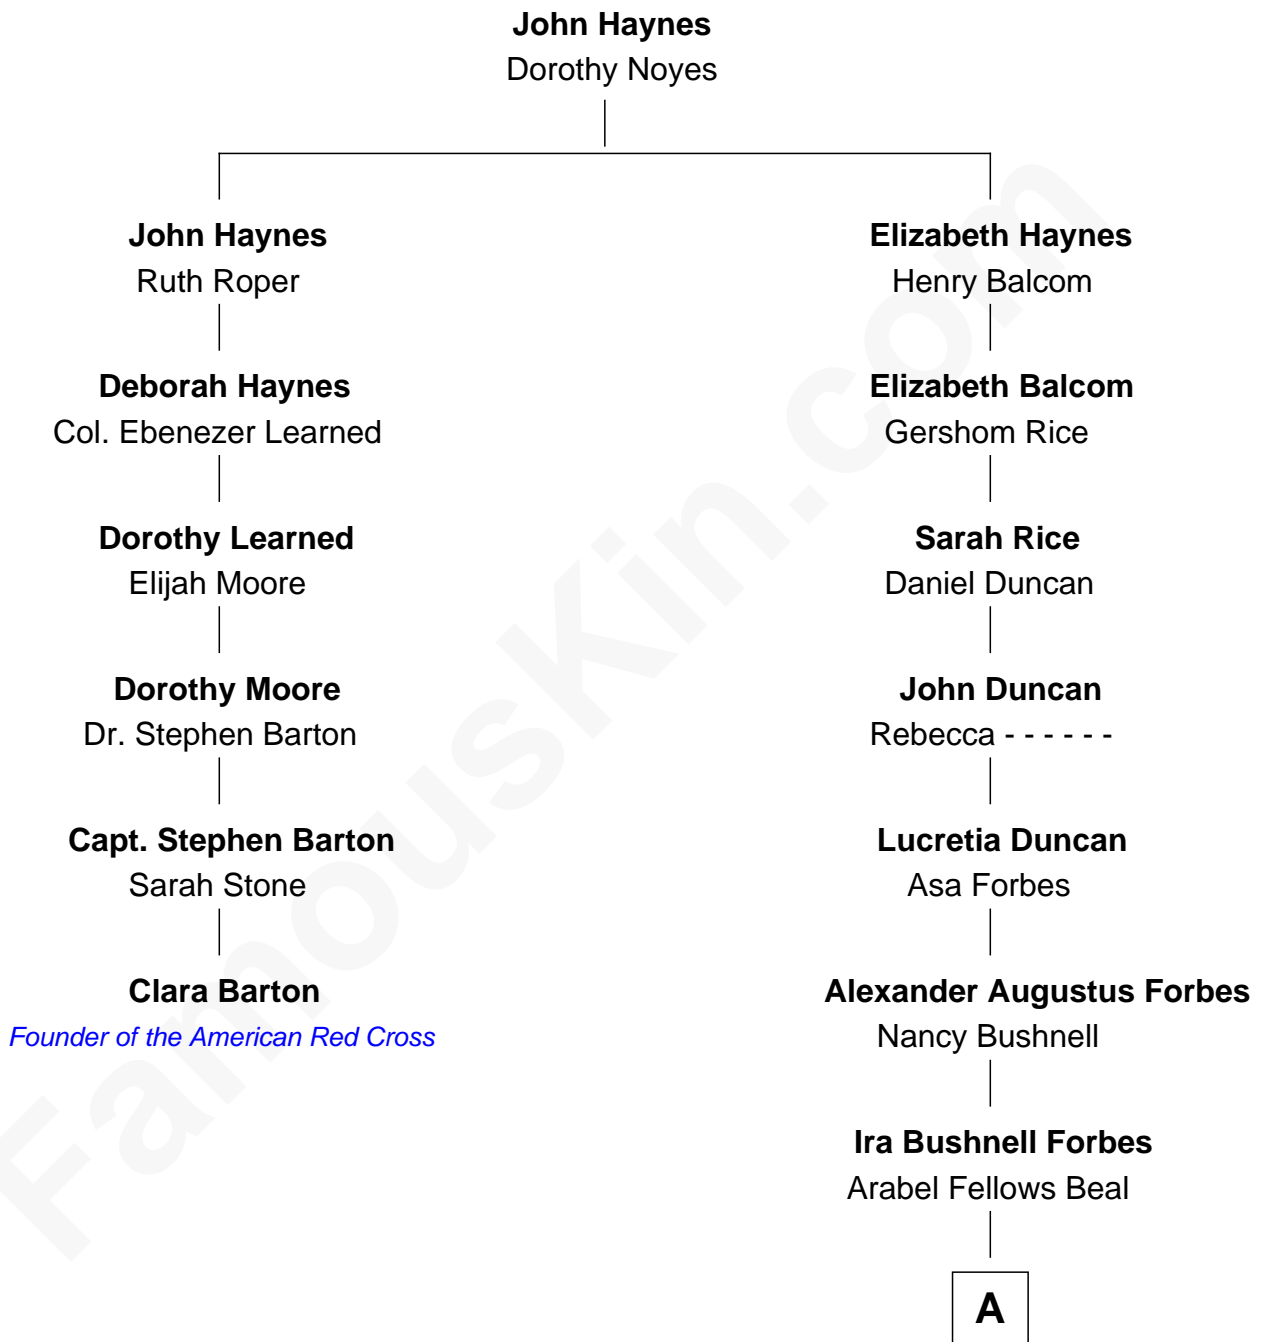 John Haynes
Dorothy Noyes
John Haynes
Ruth Roper
Deborah Haynes
Col. Ebenezer Learned
Dorothy Learned
Elijah Moore
Dorothy Moore
Dr. Stephen Barton
Capt. Stephen Barton
Sarah Stone
Clara Barton
Founder of the American Red Cross
Elizabeth Haynes
Henry Balcom
Elizabeth Balcom
Gershom Rice
Sarah Rice
Daniel Duncan
John Duncan
Rebecca - - - - - -
Lucretia Duncan
Asa Forbes
Alexander Augustus Forbes
Nancy Bushnell
Ira Bushnell Forbes
Arabel Fellows Beal
A
FamousKin.com